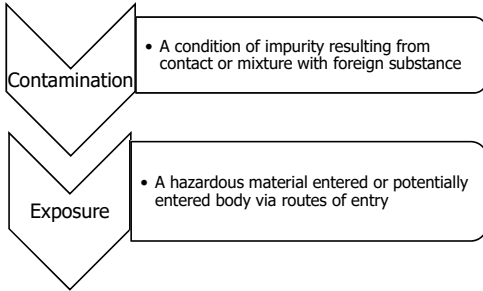 Contamination
• A condition of impurity resulting from
contact or mixture with foreign substance
Exposure
• A hazardous material entered or potentially
entered body via routes of entry